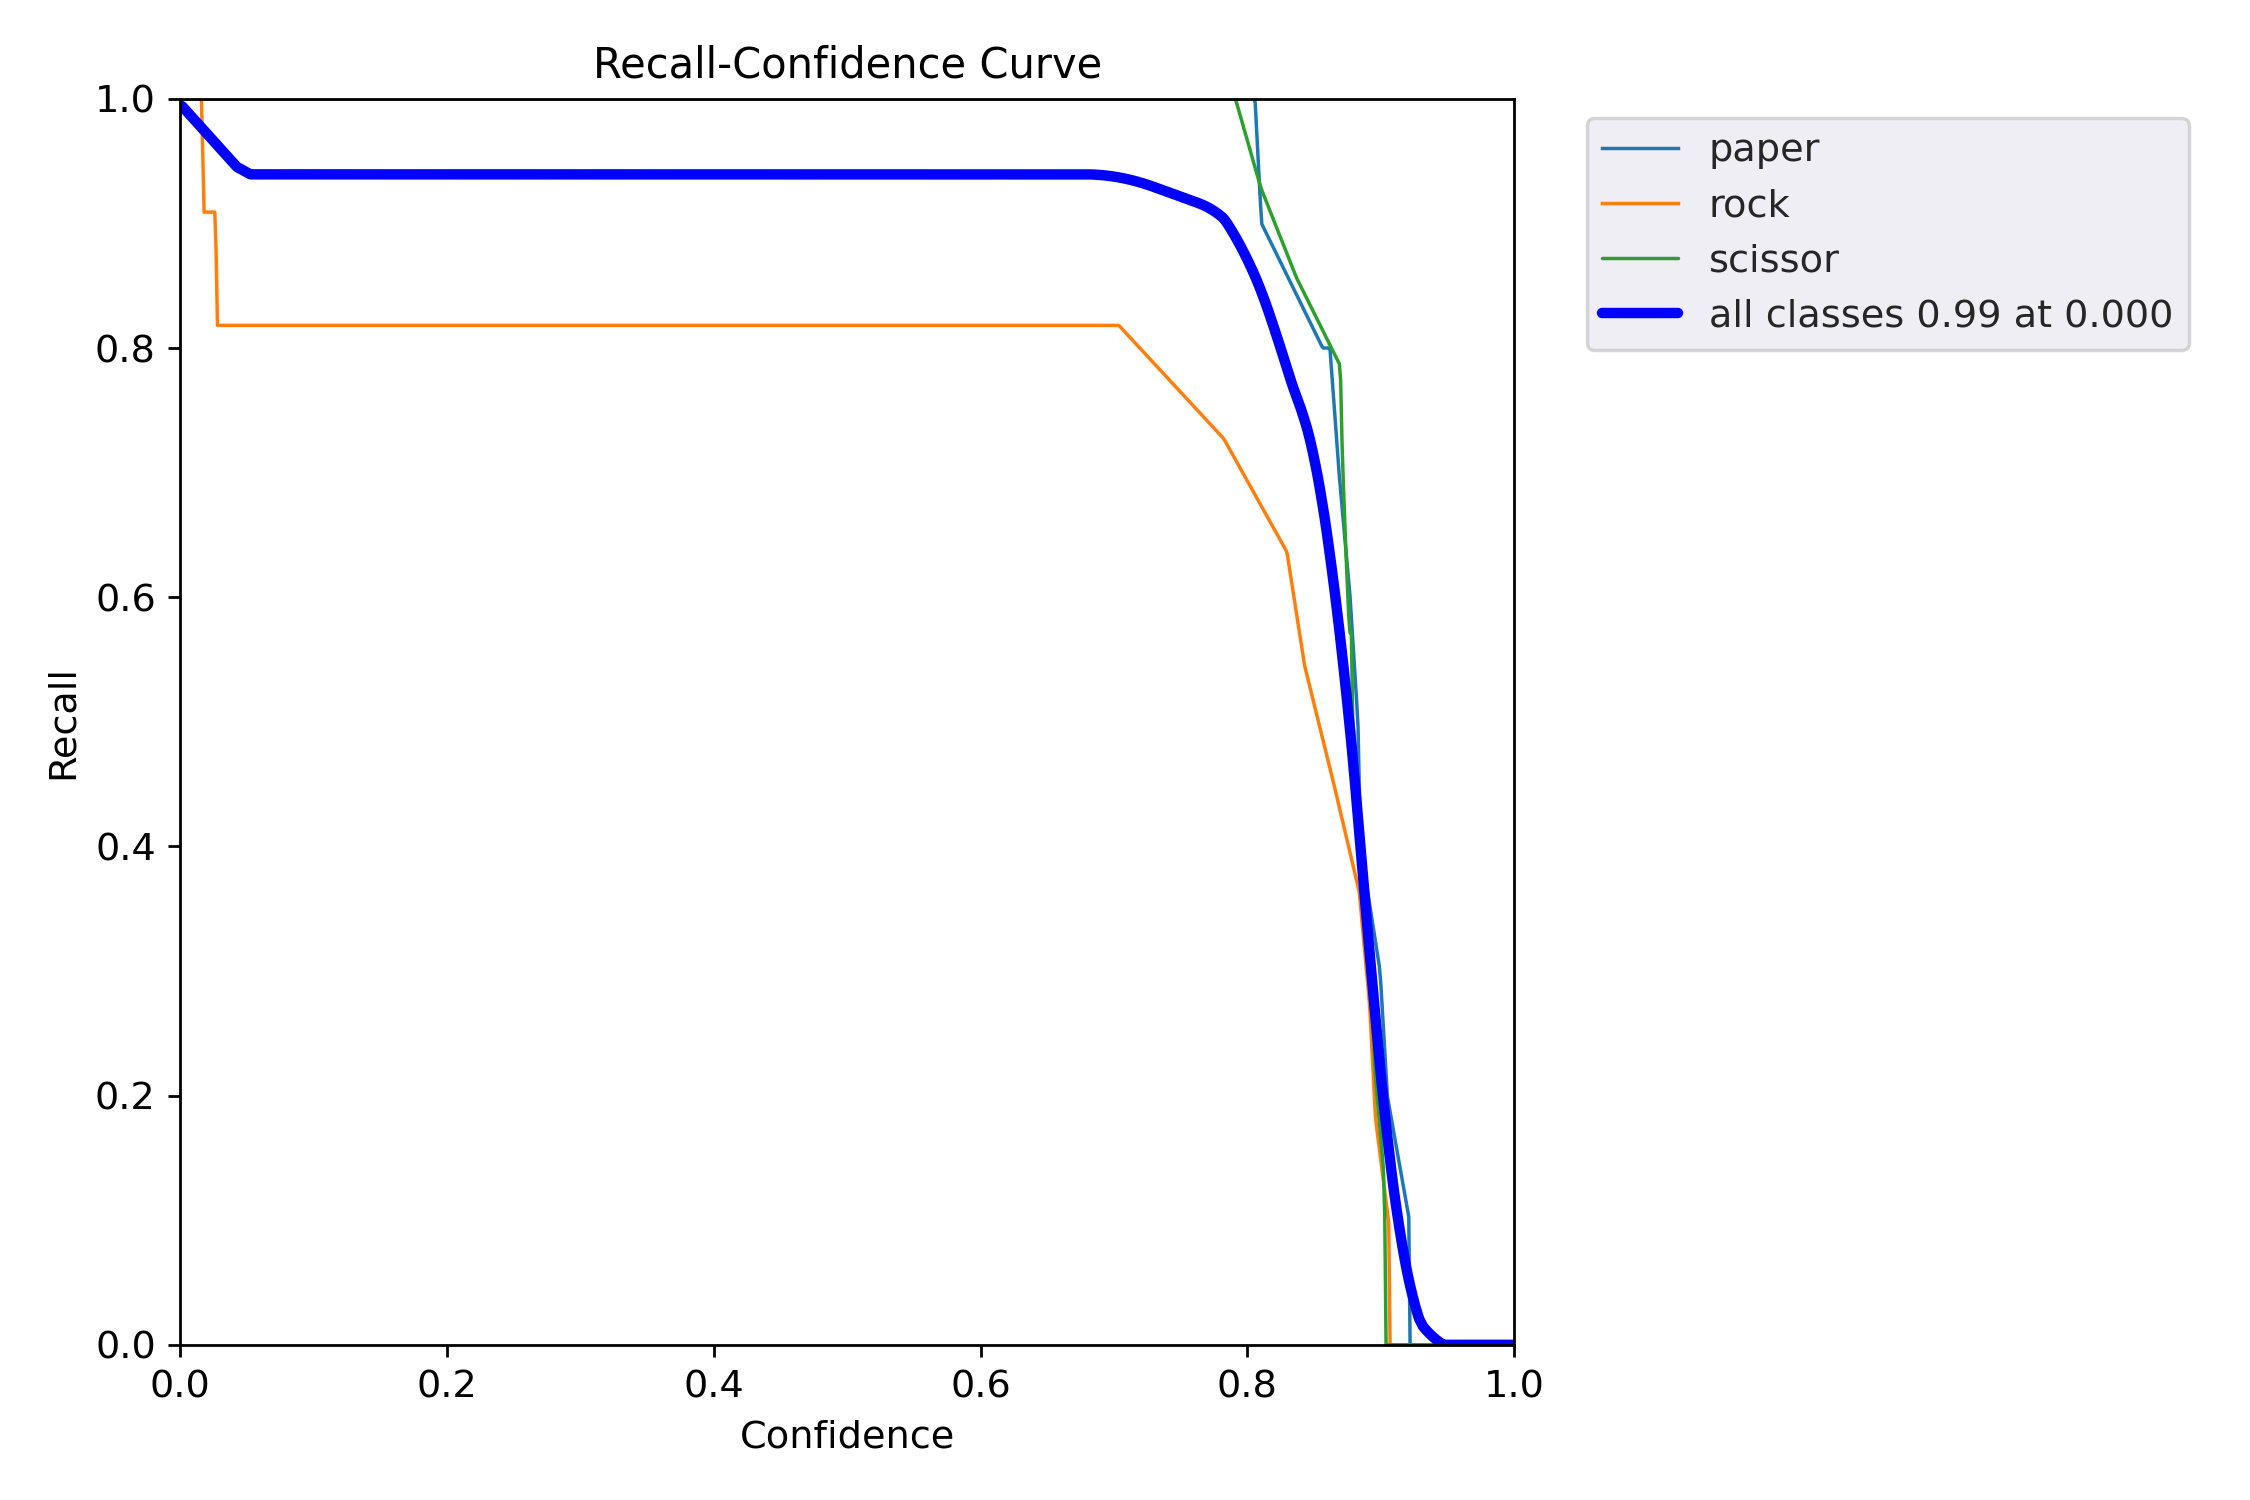 Recall-Confidence Curve
1.0
0.8
0.6
0.4
0.2
0.0
Recall
0.0 0.2 0.4 0.6 0.8 1.0
Confidence
paper
rock
scissor
all classes 0.99 at 0.000